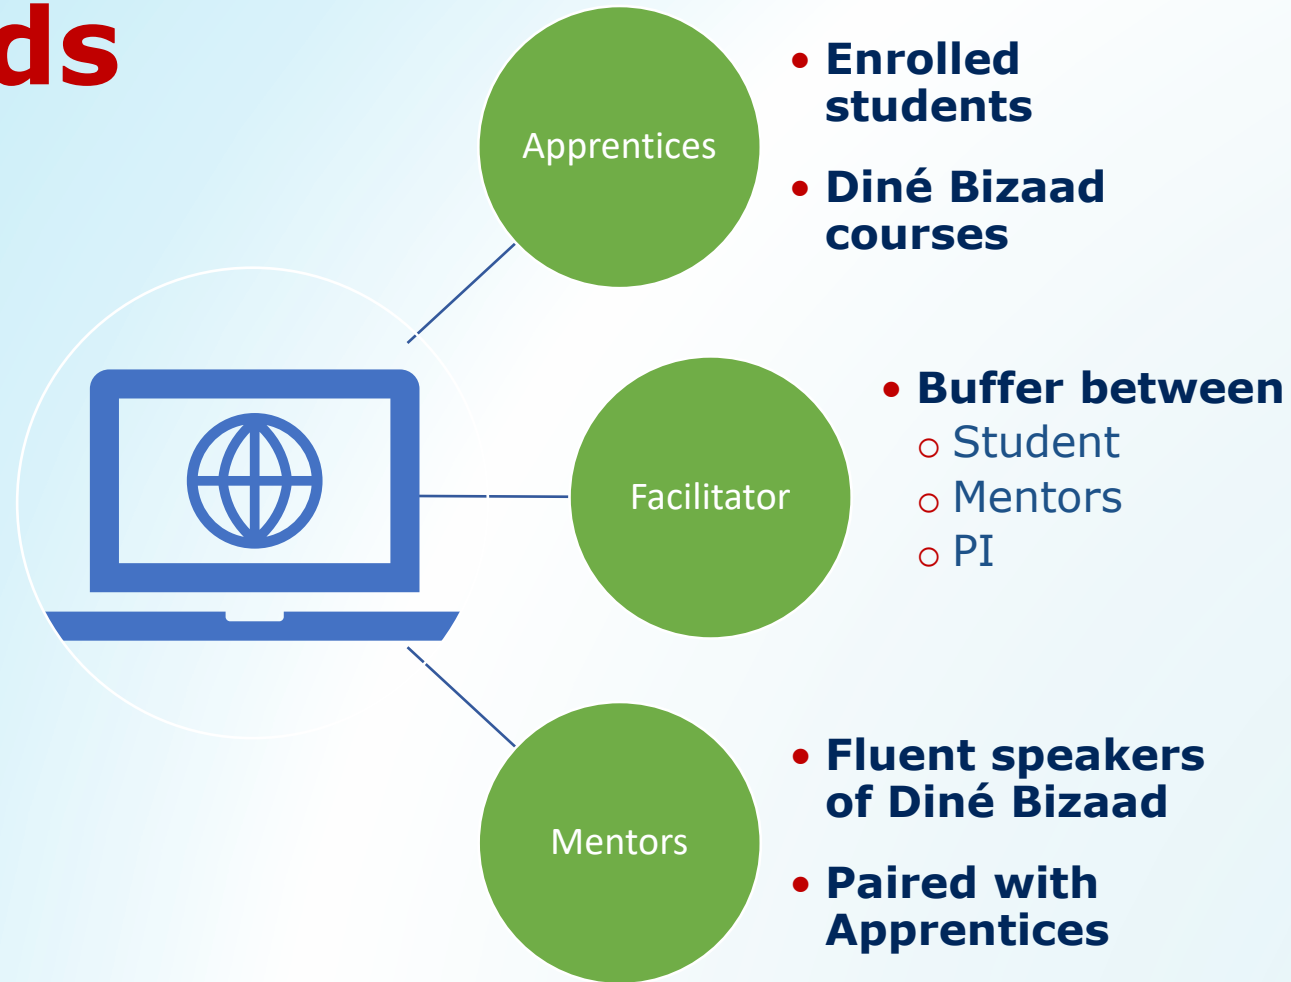 ds
Apprentices
• Enrolled
students
• Diné Bizaad
courses
Facilitator
• Buffer between
o Student
o Mentors
o PI
Mentors
• Fluent speakers
of Diné Bizaad
• Paired with
Apprentices